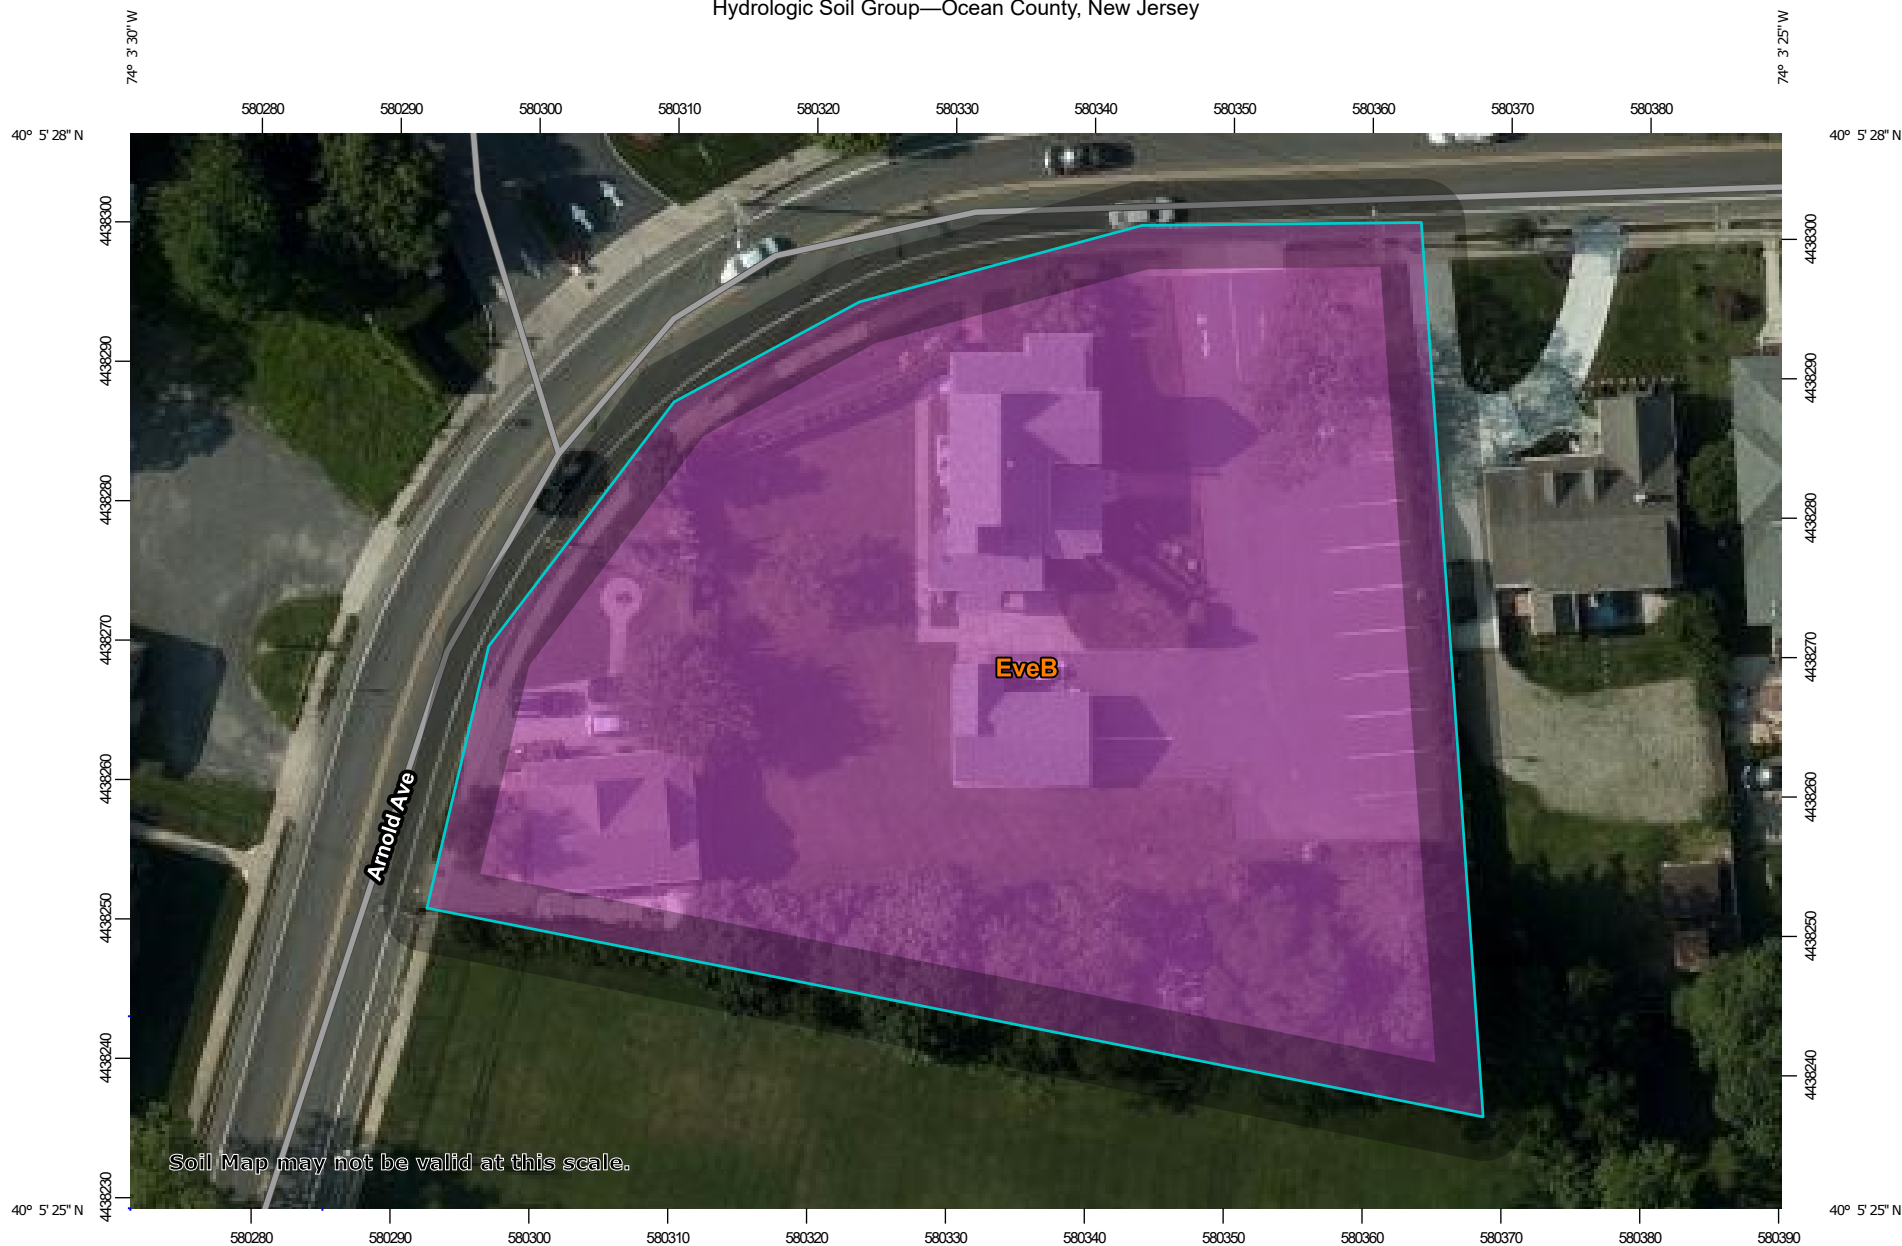 Hydrologic Soil Group—Ocean County, New Jersey
74° 3' 30" W
74° 3' 25" W
580280 580290 580300 580310 580320 580330 580340 580350 580360 580370 580380
40° 5' 28" N
40° 5' 28" N
4438300
4438300
4438290
4438290
4438280
4438280
4438270
4438270
EveB
4438260
4438260
Arnold Ave
4438250
4438250
4438240
4438240
Soil Map may not be valid at this scale.
4438230
40° 5' 25" N
40° 5' 25" N
580280 580290 580300 580310 580320 580330 580340 580350 580360 580370 580380 580390